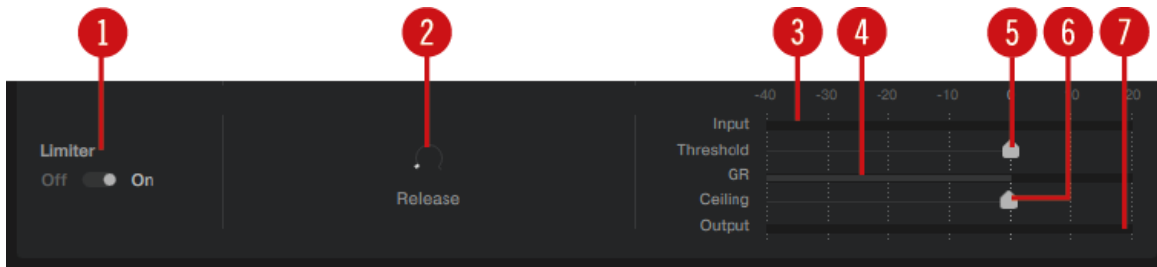 1 2 3 4 5 6 7
-40 -30 -20 -10 0 10 20
Input
Limiter
Threshold
Off On
GR
Release
Ceiling
Output